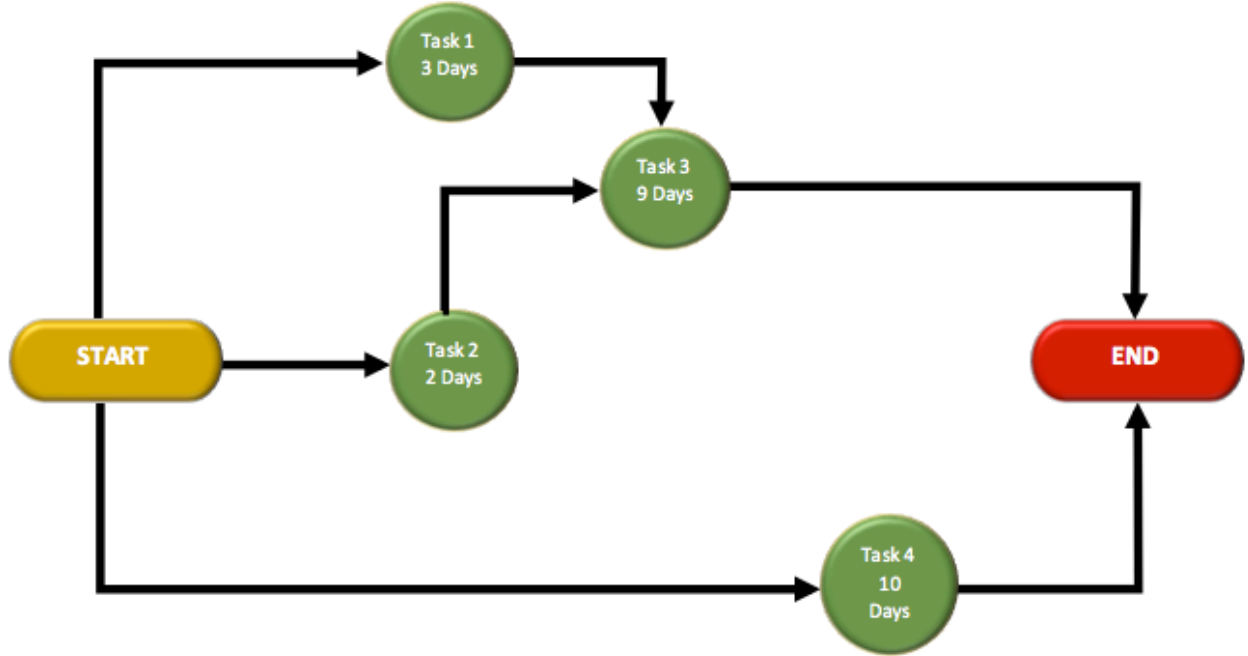 Task 1
3 Days
Task 3
9 Days
START
Task 2
2 Days
END
Task 4
10
Days